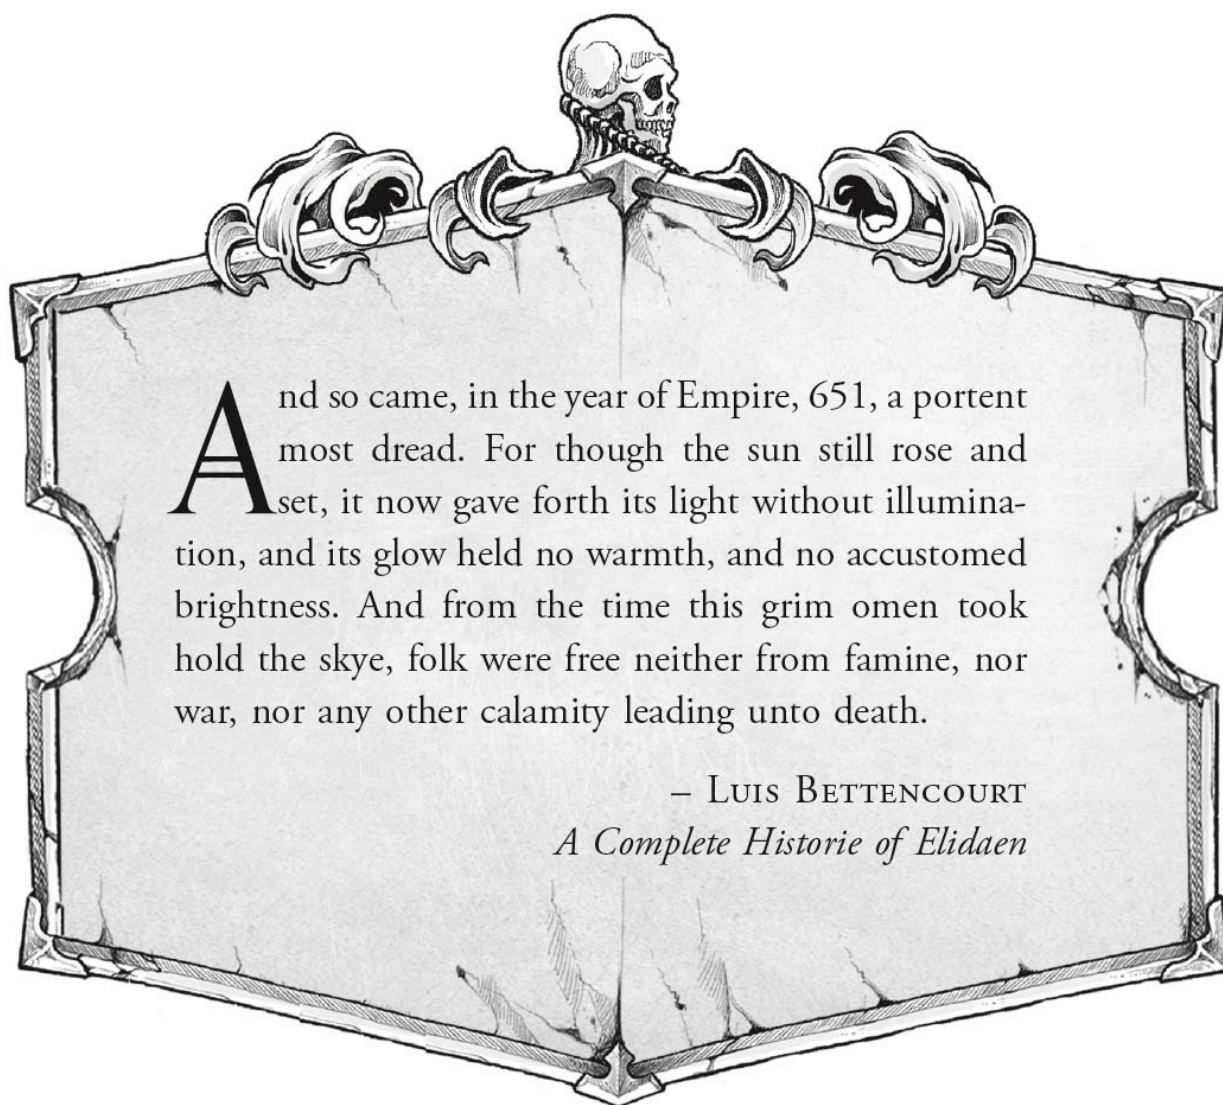 And so came, in the year of Empire, 651, a portent
most dread. For though the sun still rose and
set, it now gave forth its light without illumina-
tion, and its glow held no warmth, and no accustomed
brightness. And from the time this grim omen took
hold the skye, folk were free neither from famine, nor
war, nor any other calamity leading unto death.
– Luis Bettencourt
A Complete Historie of Elidaen